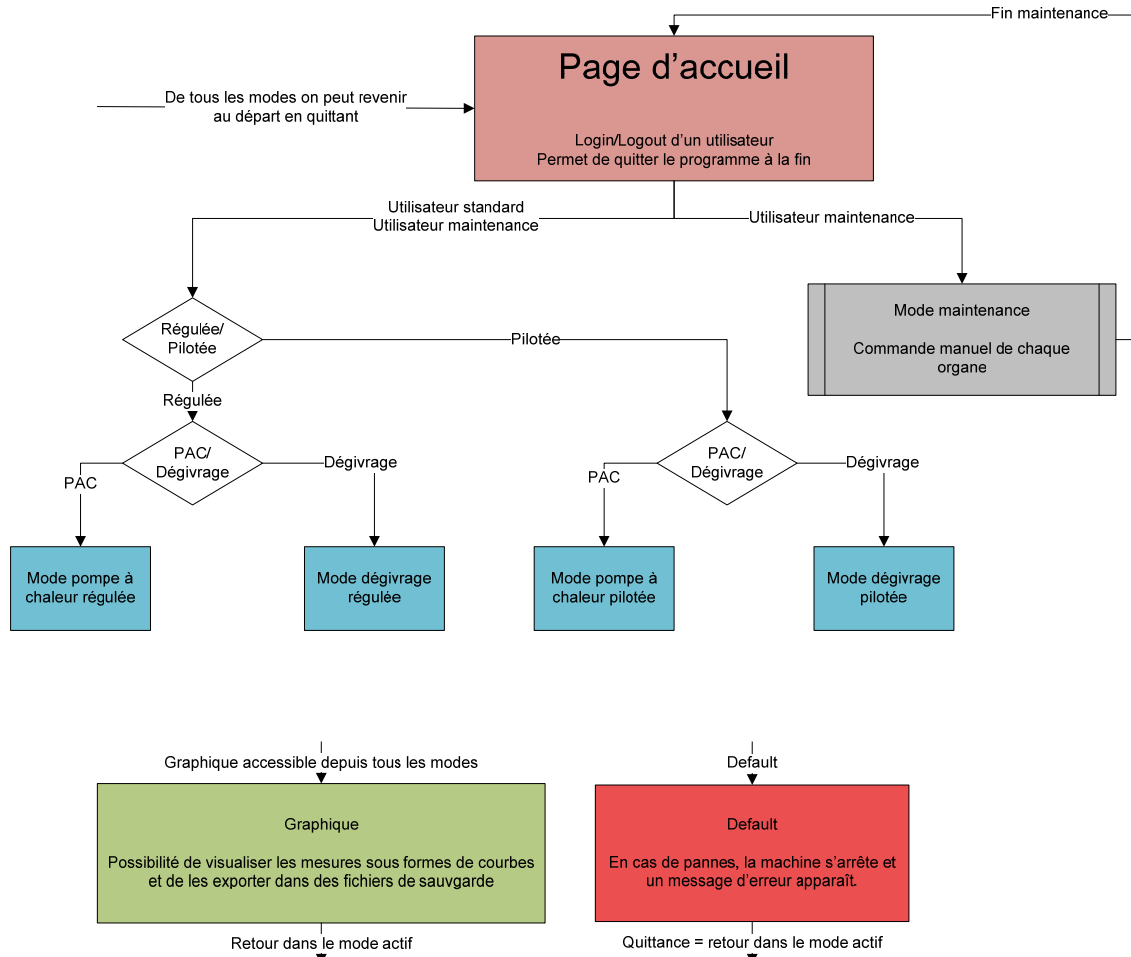 Fin maintenance
Page d'accueil
De tous les modes on peut revenir
au départ en quittant
Login/Logout d'un utilisateur
Permet de quitter le programme à la fin
Utilisateur standard
Utilisateur maintenance
Utilisateur maintenance
Mode maintenance
Commande manuel de chaque
organe
Régulée/
Pilotée
Pilotée
Régulée
PAC/
Dégivrage
PAC
Dégivrage
PAC/
Dégivrage
PAC
Dégivrage
Mode pompe à
chaleur régulée
Mode dégivrage
régulée
Mode pompe à
chaleur pilotée
Mode dégivrage
pilotée
Graphique accessible depuis tous les modes
Graphique
Possibilité de visualiser les mesures sous formes de courbes
et de les exporter dans des fichiers de sauvgarde
Retour dans le mode actif
Default
Default
En cas de pannes, la machine s'arrête et
un message d'erreur apparaît.
Quittance = retour dans le mode actif